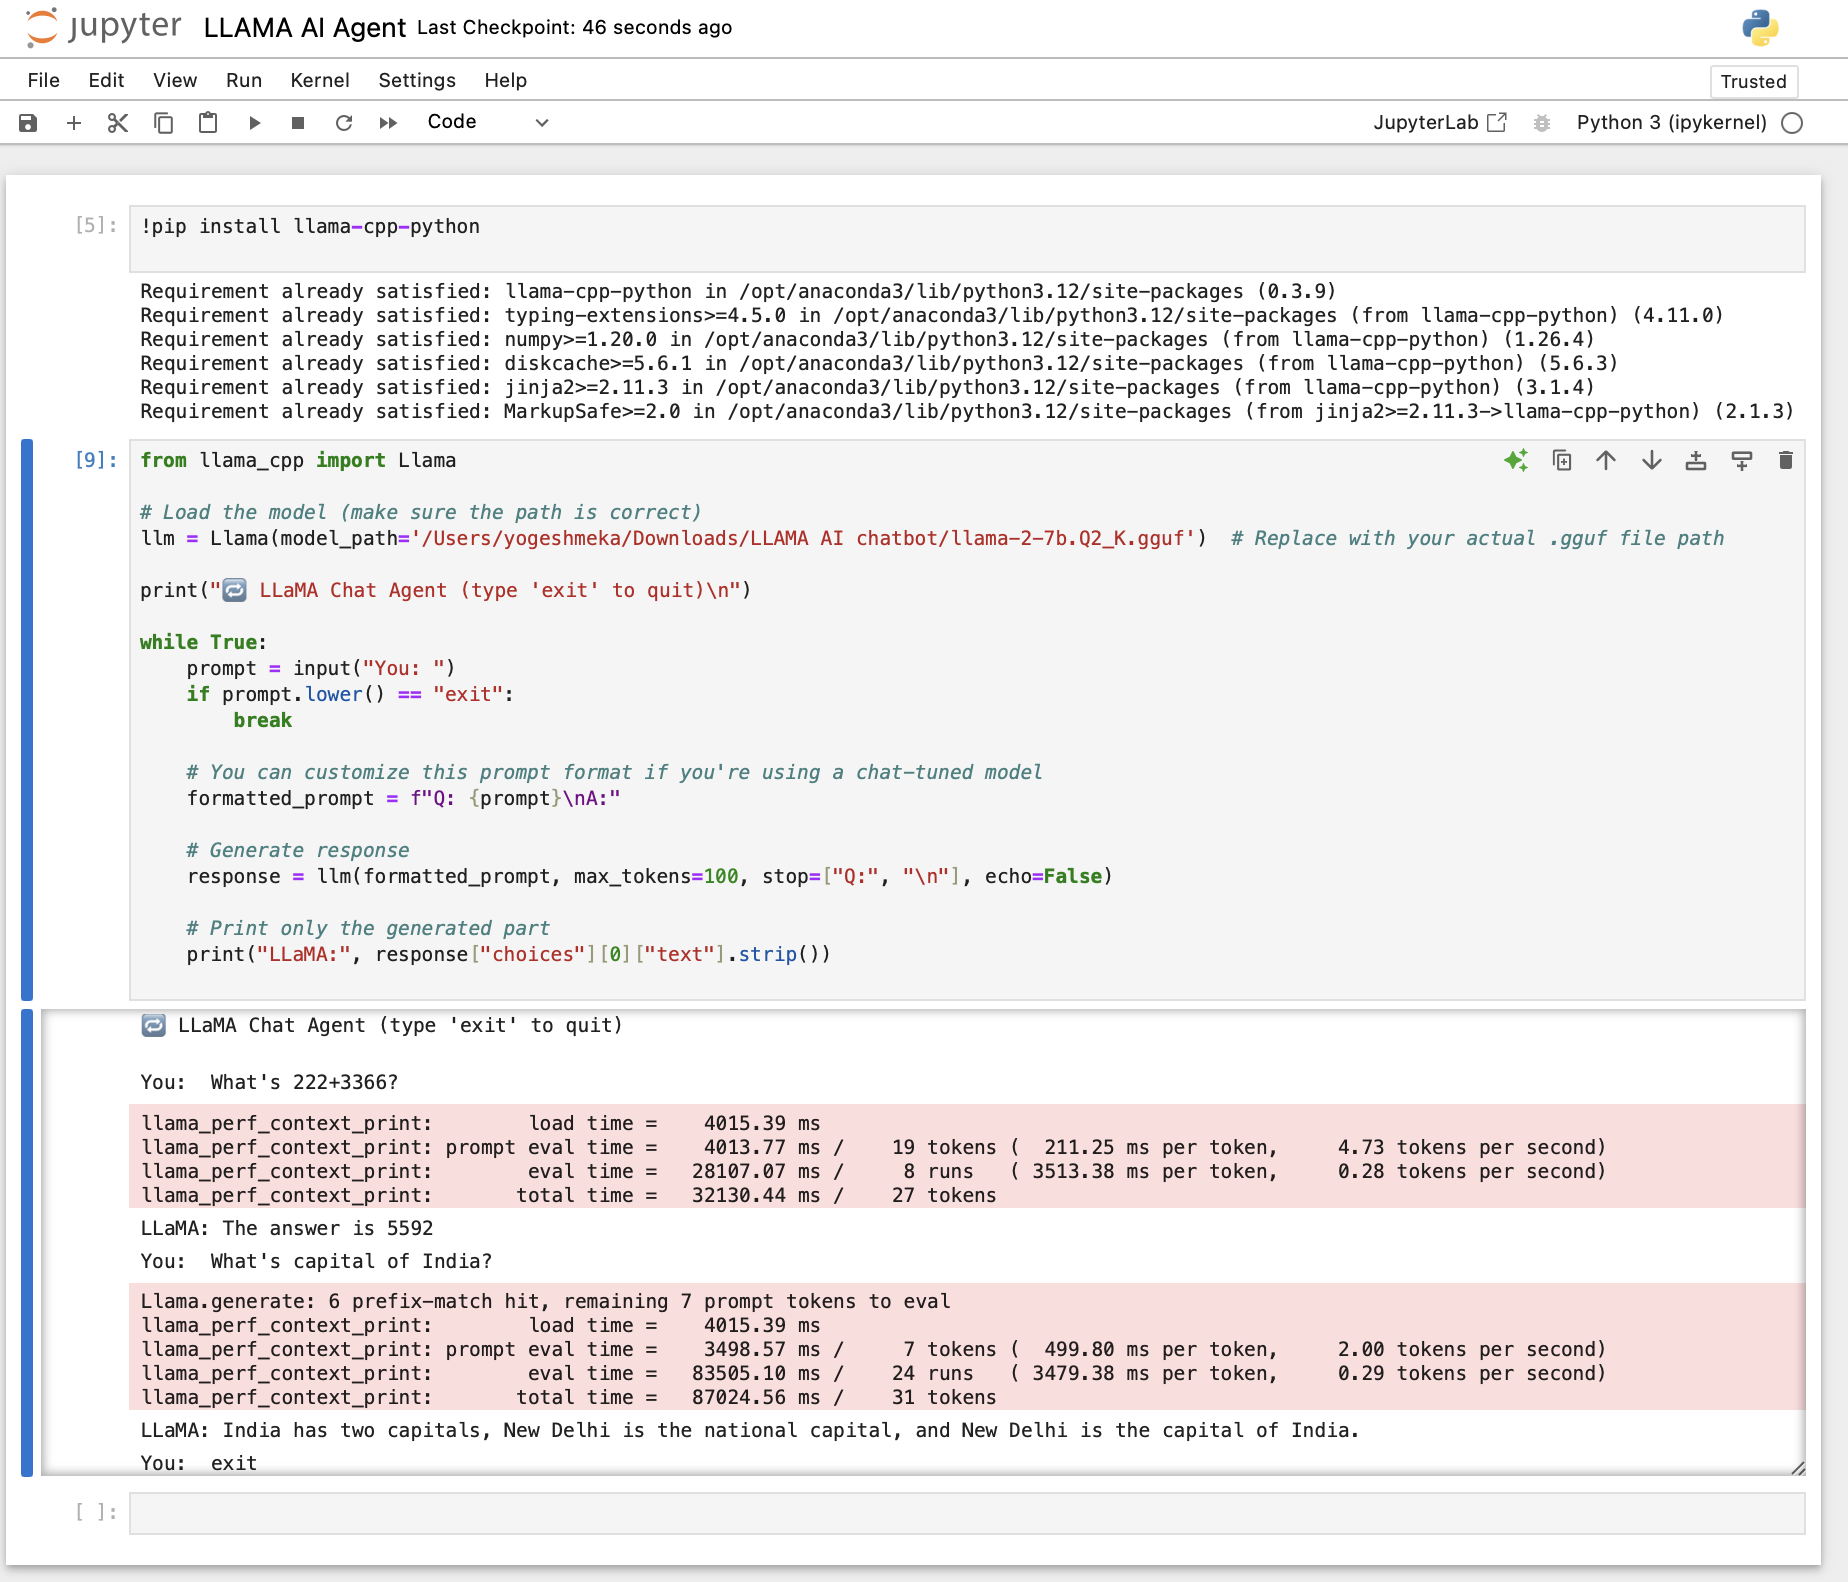 jupyter LLAMA AI Agent Last Checkpoint: 46 seconds ago
File Edit View Run Kernel Settings Help Trusted
Code JupyterLab Python 3 (ipykernel)
[5]: !pip install llama-cpp-python
Requirement already satisfied: llama-cpp-python in /opt/anaconda3/lib/python3.12/site-packages (0.3.9)
Requirement already satisfied: typing-extensions>=4.5.0 in /opt/anaconda3/lib/python3.12/site-packages (from llama-cpp-python) (4.11.0)
Requirement already satisfied: numpy>=1.20.0 in /opt/anaconda3/lib/python3.12/site-packages (from llama-cpp-python) (1.26.4)
Requirement already satisfied: diskcache>=5.6.1 in /opt/anaconda3/lib/python3.12/site-packages (from llama-cpp-python) (5.6.3)
Requirement already satisfied: jinja2>=2.11.3 in /opt/anaconda3/lib/python3.12/site-packages (from llama-cpp-python) (3.1.4)
Requirement already satisfied: MarkupSafe>=2.0 in /opt/anaconda3/lib/python3.12/site-packages (from jinja2>=2.11.3->llama-cpp-python) (2.1.3)
[9]: from llama_cpp import Llama
# Load the model (make sure the path is correct)
llm = Llama(model_path='/Users/yogeshmeka/Downloads/LLAMA AI chatbot/llama-2-7b.Q2_K.gguf')  # Replace with your actual .gguf file path
print("🔁 LLaMA Chat Agent (type 'exit' to quit)\n")
while True:
    prompt = input("You: ")
    if prompt.lower() == "exit":
        break
    # You can customize this prompt format if you're using a chat-tuned model
    formatted_prompt = f"Q: {prompt}\nA:"
    # Generate response
    response = llm(formatted_prompt, max_tokens=100, stop=["Q:", "\n"], echo=False)
    # Print only the generated part
    print("LLaMA:", response["choices"][0]["text"].strip())
🔁 LLaMA Chat Agent (type 'exit' to quit)
You:  What's 222+3366?
llama_perf_context_print:        load time =    4015.39 ms
llama_perf_context_print: prompt eval time =    4013.77 ms /    19 tokens (  211.25 ms per token,     4.73 tokens per second)
llama_perf_context_print:        eval time =   28107.07 ms /     8 runs   ( 3513.38 ms per token,     0.28 tokens per second)
llama_perf_context_print:       total time =   32130.44 ms /    27 tokens
LLaMA: The answer is 5592
You:  What's capital of India?
Llama.generate: 6 prefix-match hit, remaining 7 prompt tokens to eval
llama_perf_context_print:        load time =    4015.39 ms
llama_perf_context_print: prompt eval time =    3498.57 ms /     7 tokens (  499.80 ms per token,     2.00 tokens per second)
llama_perf_context_print:        eval time =   83505.10 ms /    24 runs   ( 3479.38 ms per token,     0.29 tokens per second)
llama_perf_context_print:       total time =   87024.56 ms /    31 tokens
LLaMA: India has two capitals, New Delhi is the national capital, and New Delhi is the capital of India.
You:  exit
[ ]: